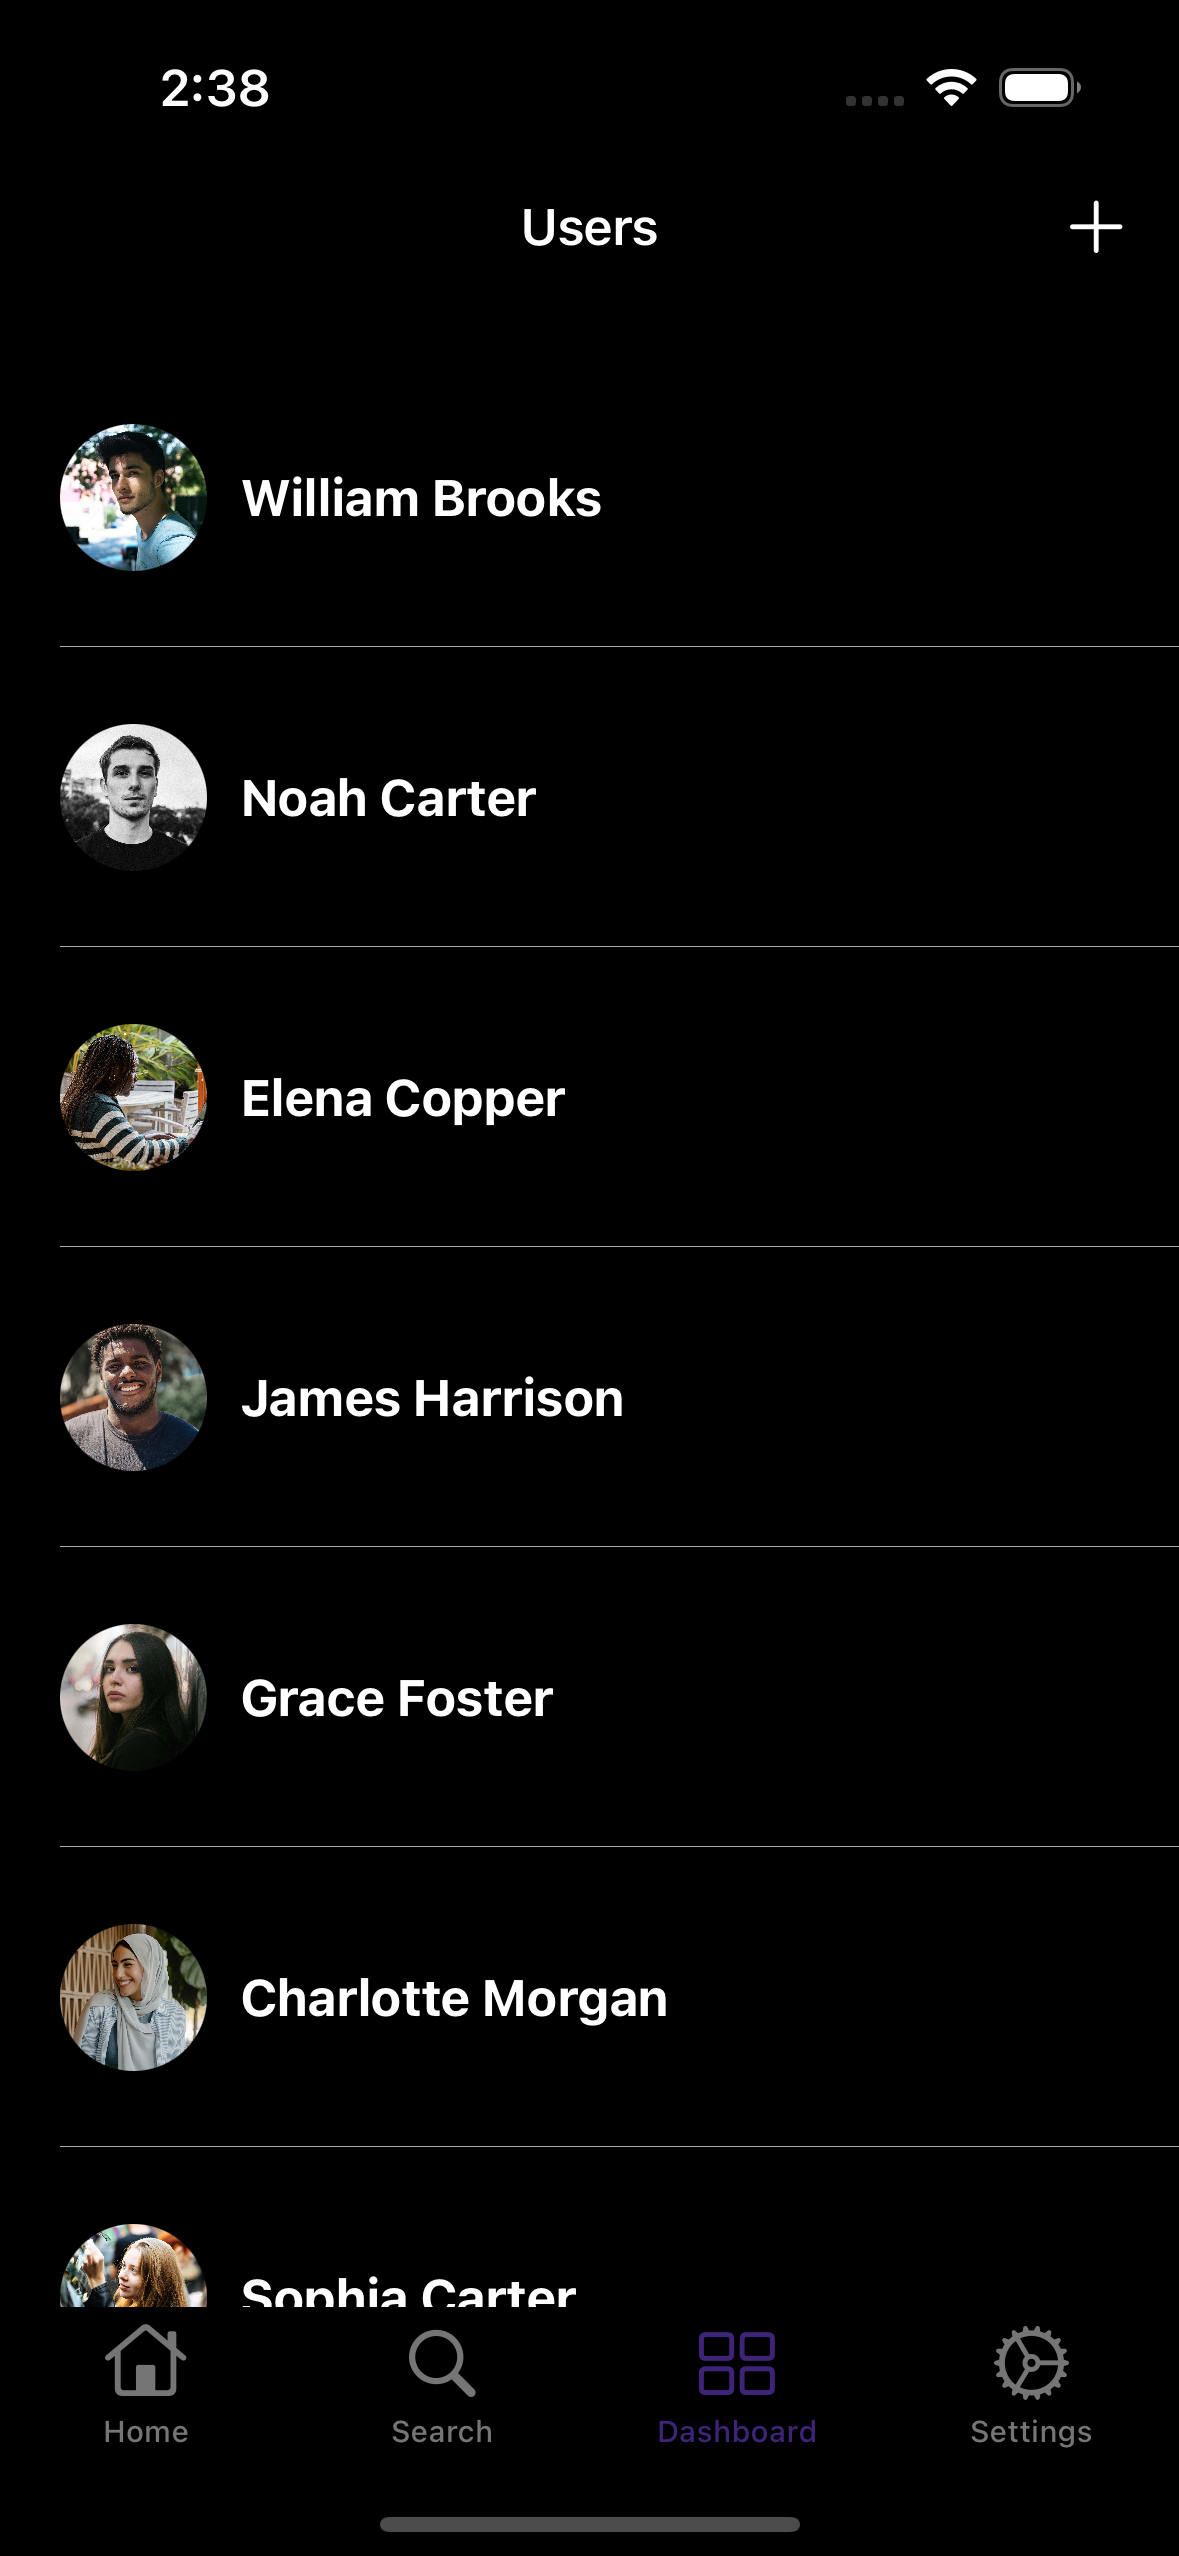 2:38
Users
William Brooks
Noah Carter
Elena Copper
James Harrison
Grace Foster
Charlotte Morgan
Sophia Carter
Home
Search
Dashboard
Settings